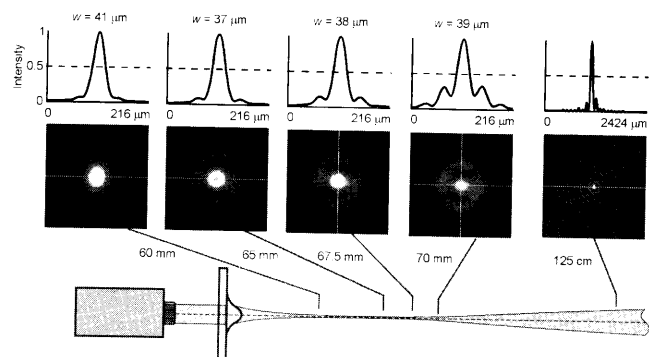 w = 41 µm
w = 37 µm
w = 38 µm
w = 39 µm
Intensity
1
0.5
0
0 216 µm
0 216 µm
0 216 µm
0 216 µm
0 2424 µm
60 mm
65 mm
67.5 mm
70 mm
125 cm